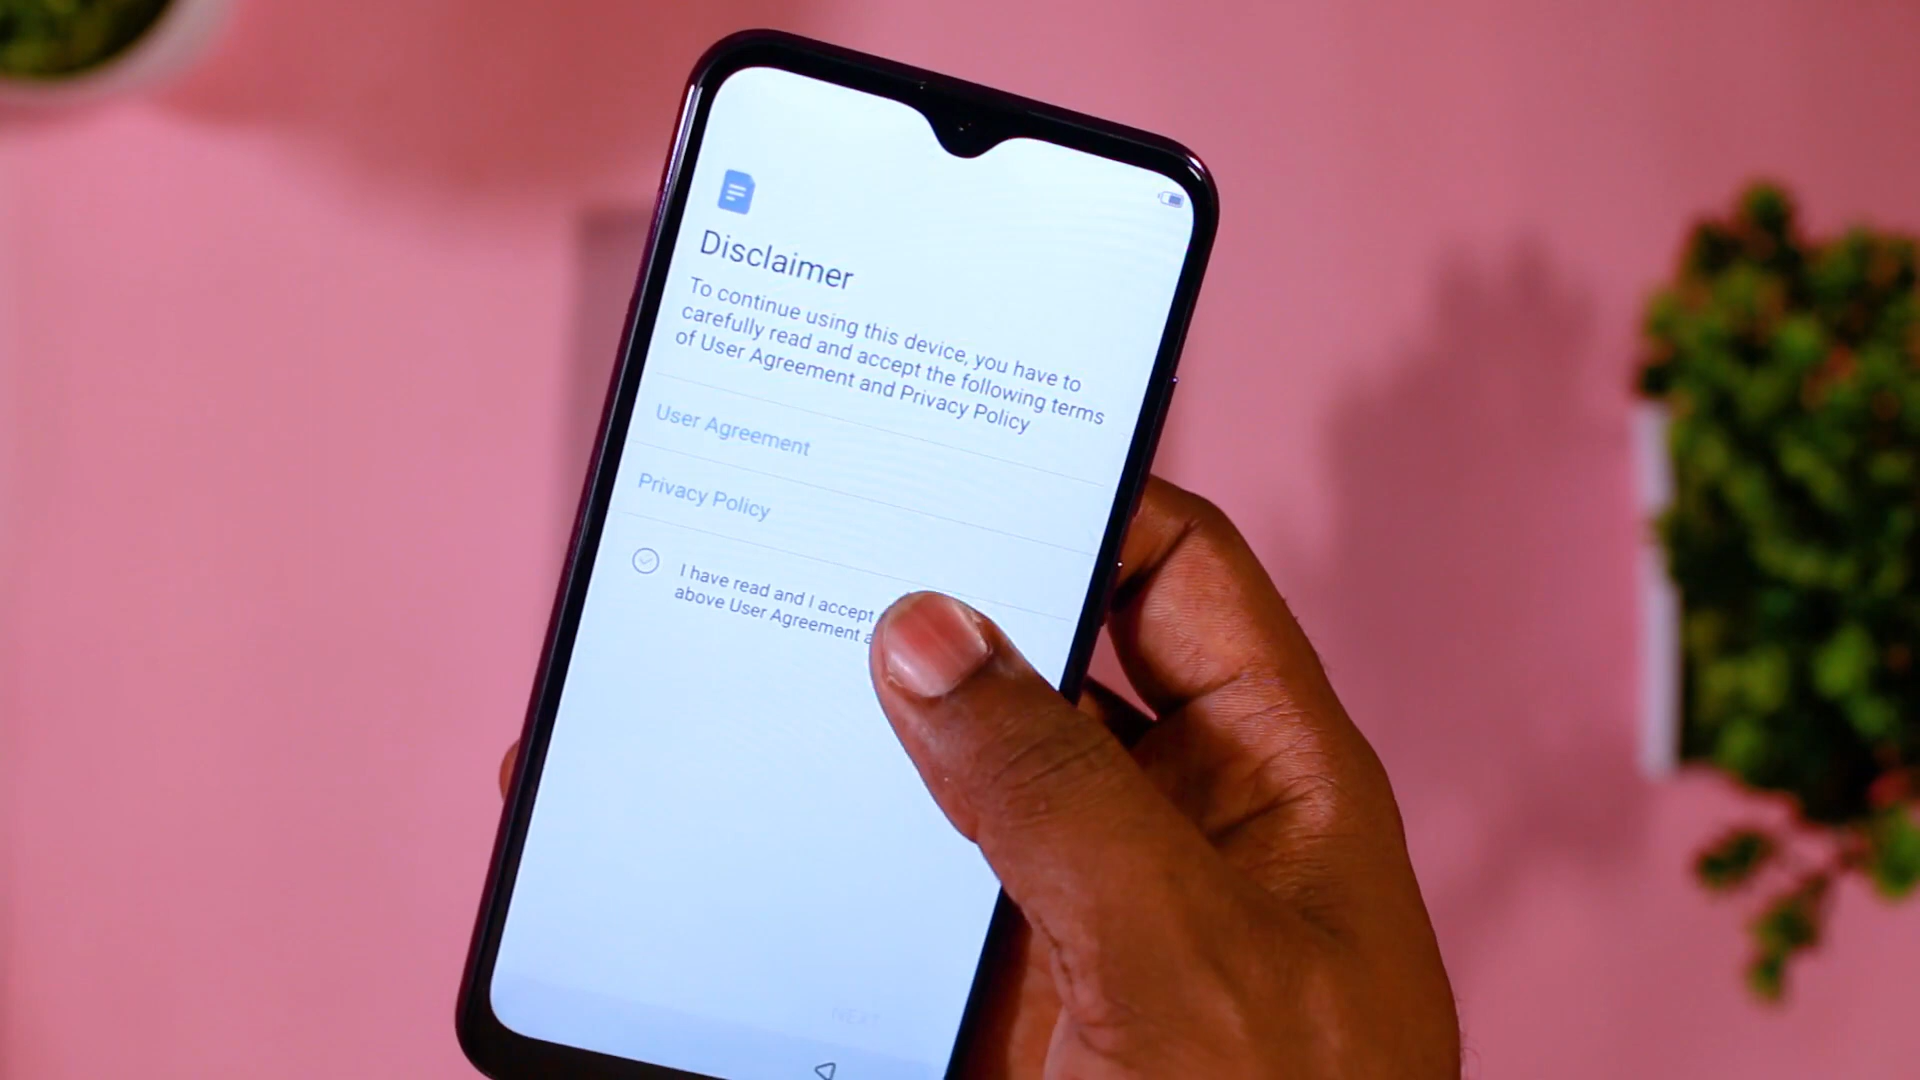 Disclaimer
To continue using this device, you have to
carefully read and accept the following terms
of User Agreement and Privacy Policy
User Agreement
Privacy Policy
I have read and I accept
above User Agreement a
NEXT